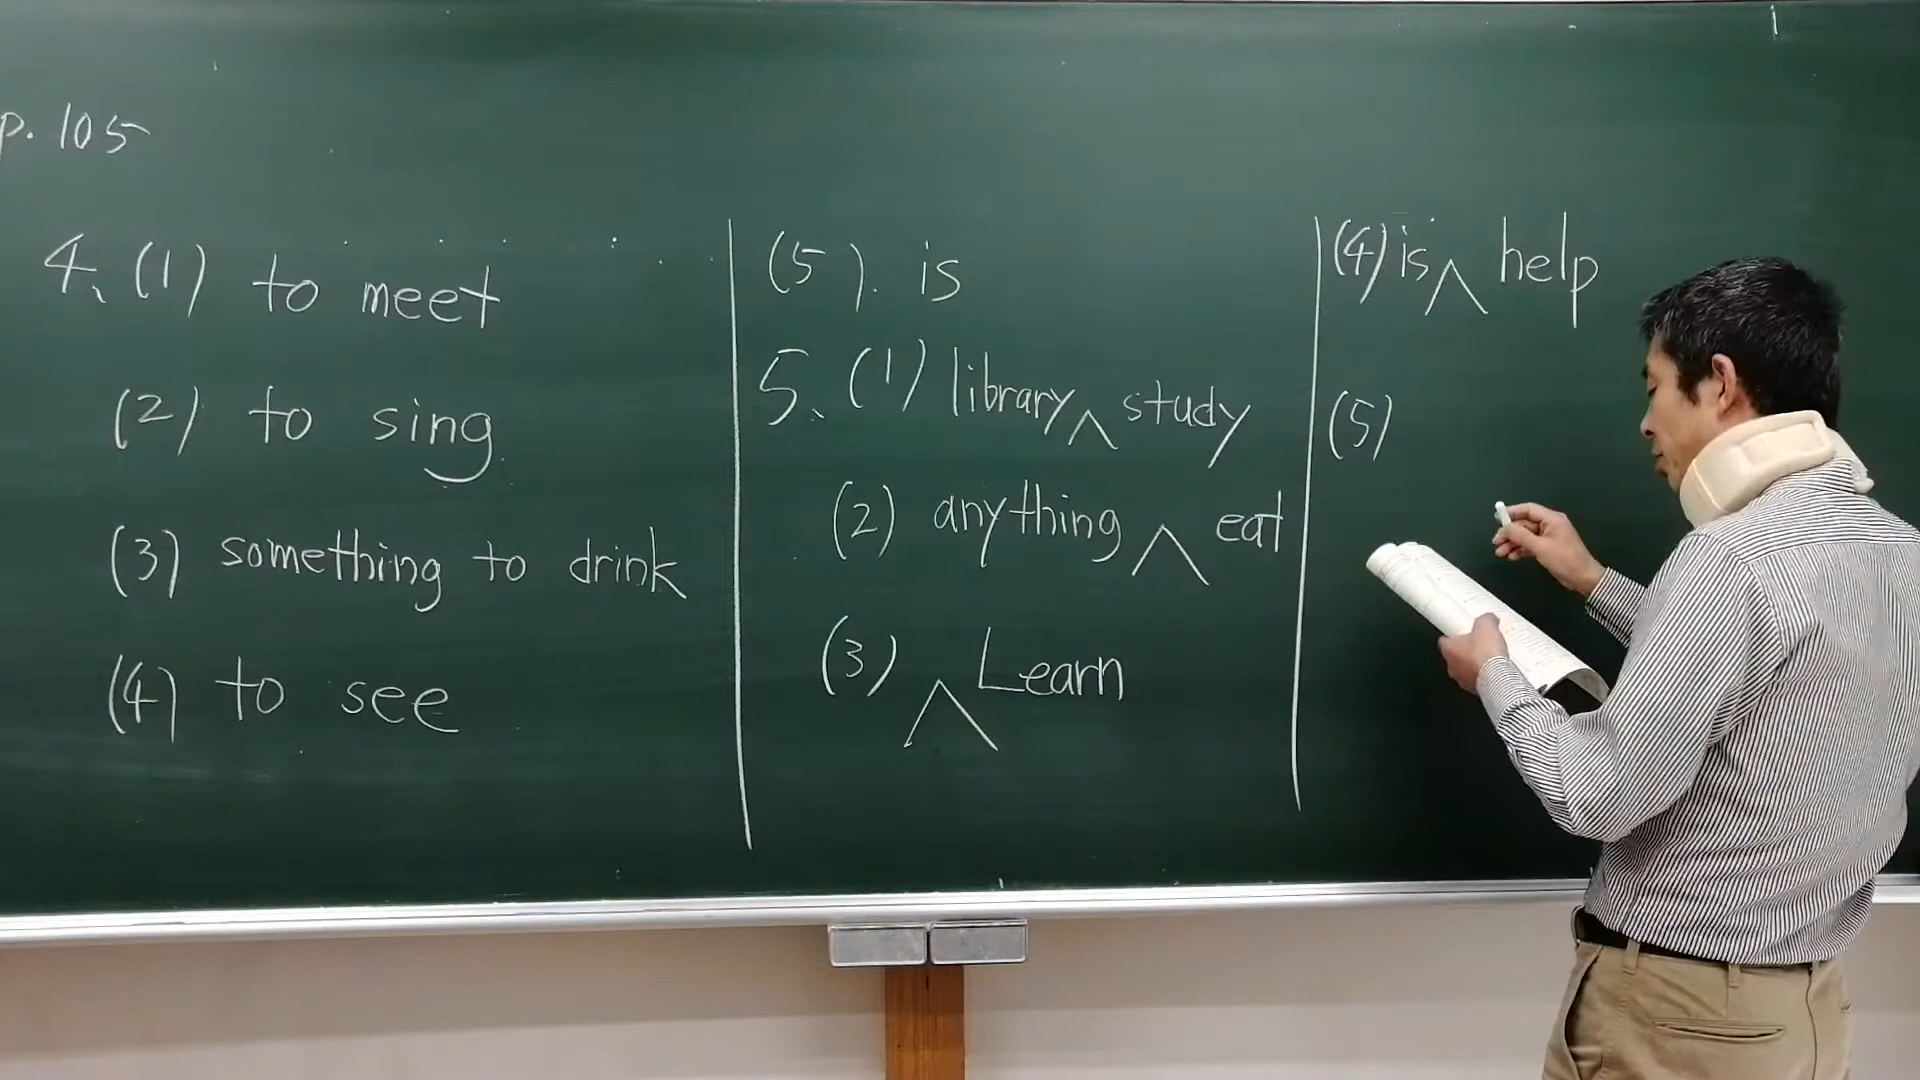 p. 105
4. (1) to meet
(2) to sing
(3) something to drink
(4) to see
(5). is
5. (1) library ∧ study
(2) anything ∧ eat
(3) ∧ Learn
(4) is ∧ help
(5)